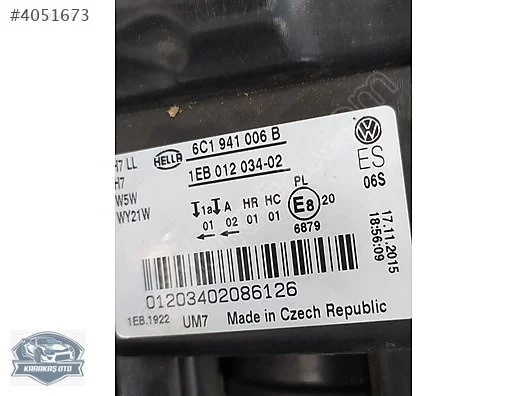 #4051673
H7 LL
H7
W5W
WY21W
HELLA
6C1 941 006 B
1EB 012 034-02
1a A HR HC PL
01 02 01 01
E8 20
6879
ES
06S
17.11.2015
18:56:09
01203402086126
1EB.1922 UM7 Made in Czech Republic
KARAKAŞ OTO